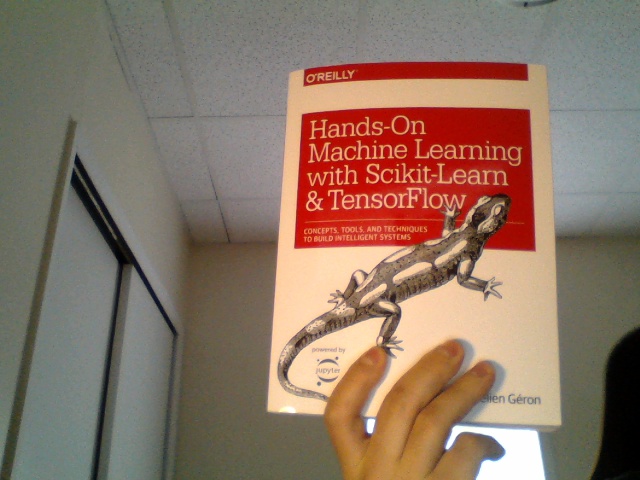 O'REILLY
Hands-On
Machine Learning
with Scikit-Learn
& TensorFlow
CONCEPTS, TOOLS, AND TECHNIQUES
TO BUILD INTELLIGENT SYSTEMS
powered by
jupyter
Géron